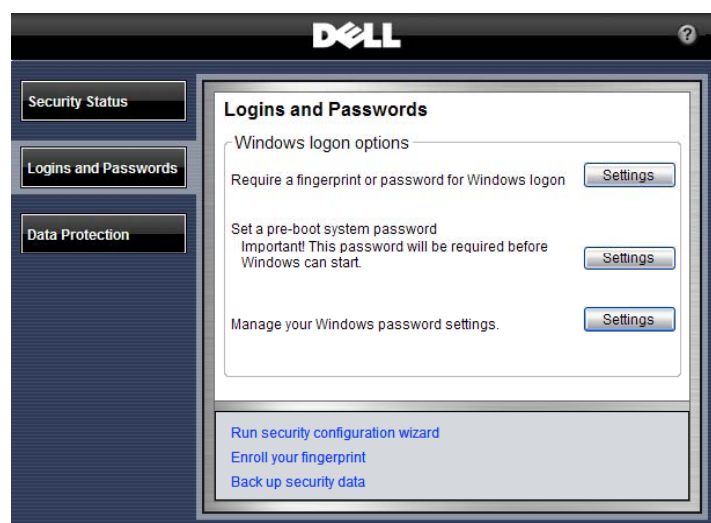 DELL
?
Security Status
Logins and Passwords
Data Protection
Logins and Passwords
Windows logon options
Require a fingerprint or password for Windows logon
Settings
Set a pre-boot system password
Important! This password will be required before
Windows can start.
Settings
Manage your Windows password settings.
Settings
Run security configuration wizard
Enroll your fingerprint
Back up security data